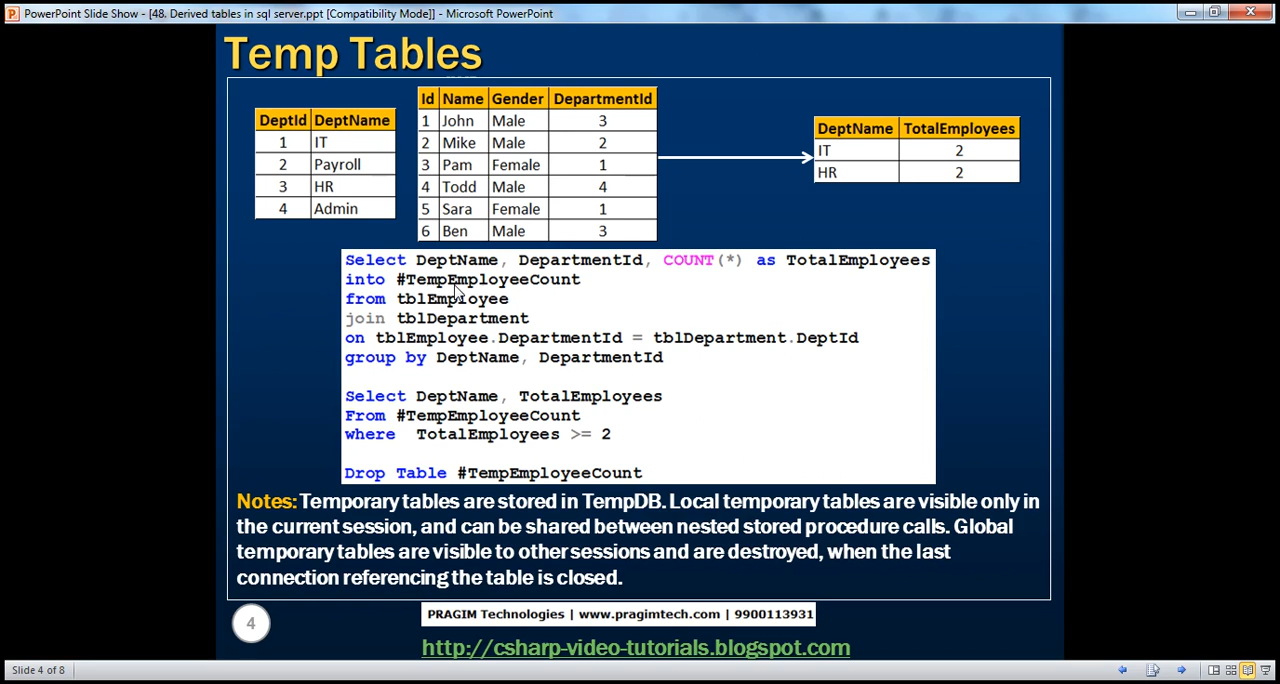 PowerPoint Slide Show - [48. Derived tables in sql server.ppt [Compatibility Mode]] - Microsoft PowerPoint
Temp Tables
DeptId DeptName
1 IT
2 Payroll
3 HR
4 Admin
Id Name Gender DepartmentId
1 John Male 3
2 Mike Male 2
3 Pam Female 1
4 Todd Male 4
5 Sara Female 1
6 Ben Male 3
DeptName TotalEmployees
IT 2
HR 2
Select DeptName, DepartmentId, COUNT(*) as TotalEmployees
into #TempEmployeeCount
from tblEmployee
join tblDepartment
on tblEmployee.DepartmentId = tblDepartment.DeptId
group by DeptName, DepartmentId
Select DeptName, TotalEmployees
From #TempEmployeeCount
where TotalEmployees >= 2
Drop Table #TempEmployeeCount
Notes: Temporary tables are stored in TempDB. Local temporary tables are visible only in
the current session, and can be shared between nested stored procedure calls. Global
temporary tables are visible to other sessions and are destroyed, when the last
connection referencing the table is closed.
4
PRAGIM Technologies | www.pragimtech.com | 9900113931
http://csharp-video-tutorials.blogspot.com
Slide 4 of 8